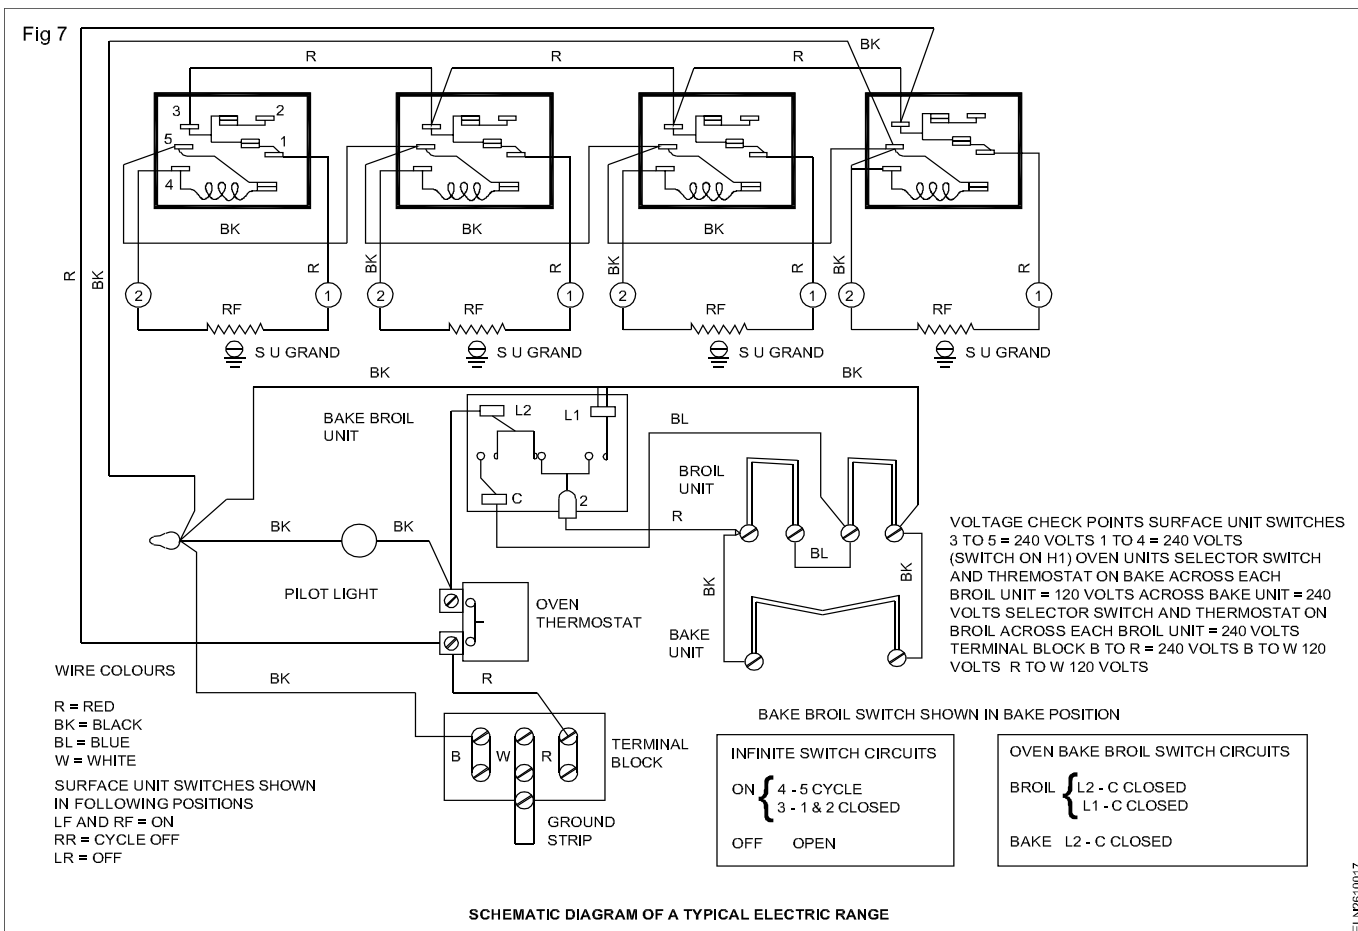 Fig 7
BK
R
R
R
3
2
5
1
4
BK
BK
BK
R
BK
R
BK
R
BK
R
BK
R
2
1
2
1
2
1
2
1
RF
RF
RF
RF
S U GRAND
S U GRAND
S U GRAND
S U GRAND
BK
BK
BAKE BROIL
UNIT
L2
L1
BL
BROIL
UNIT
C
2
R
BK
BK
BL
BK
BK
PILOT LIGHT
OVEN
THERMOSTAT
BAKE
UNIT
VOLTAGE CHECK POINTS SURFACE UNIT SWITCHES
3 TO 5 = 240 VOLTS 1 TO 4 = 240 VOLTS
(SWITCH ON H1) OVEN UNITS SELECTOR SWITCH
AND THREMOSTAT ON BAKE ACROSS EACH
BROIL UNIT = 120 VOLTS ACROSS BAKE UNIT = 240
VOLTS SELECTOR SWITCH AND THERMOSTAT ON
BROIL ACROSS EACH BROIL UNIT = 240 VOLTS
TERMINAL BLOCK B TO R = 240 VOLTS B TO W 120
VOLTS R TO W 120 VOLTS
WIRE COLOURS
BK
R
R = RED
BK = BLACK
BL = BLUE
W = WHITE
SURFACE UNIT SWITCHES SHOWN
IN FOLLOWING POSITIONS
LF AND RF = ON
RR = CYCLE OFF
LR = OFF
B
W
R
TERMINAL
BLOCK
GROUND
STRIP
BAKE BROIL SWITCH SHOWN IN BAKE POSITION
INFINITE SWITCH CIRCUITS
ON { 4 - 5 CYCLE
3 - 1 & 2 CLOSED
OFF OPEN
OVEN BAKE BROIL SWITCH CIRCUITS
BROIL { L2 - C CLOSED
L1 - C CLOSED
BAKE L2 - C CLOSED
SCHEMATIC DIAGRAM OF A TYPICAL ELECTRIC RANGE